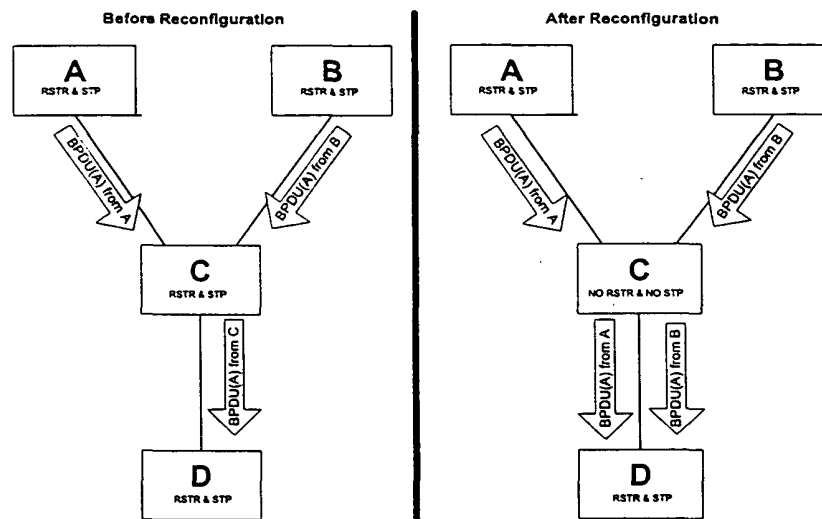 Before Reconfiguration
A
RSTR & STP
B
RSTR & STP
BPDU(A) from A
BPDU(A) from B
C
RSTR & STP
BPDU(A) from C
D
RSTR & STP
After Reconfiguration
A
RSTR & STP
B
RSTR & STP
BPDU(A) from A
BPDU(A) from B
C
NO RSTR & NO STP
BPDU(A) from A
BPDU(A) from B
D
RSTR & STP